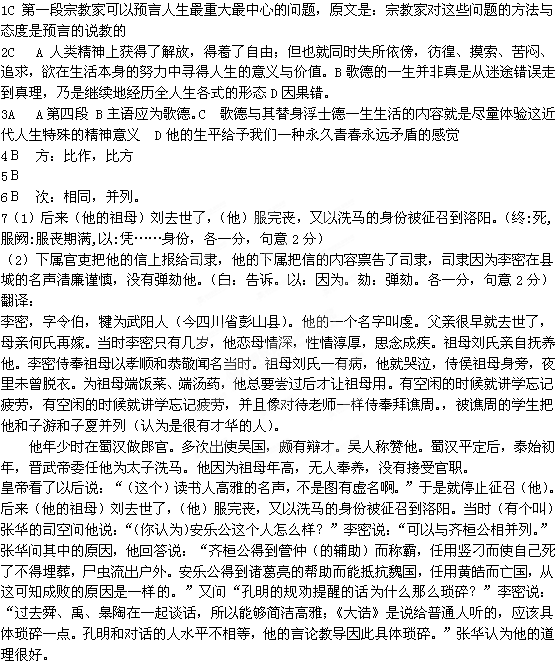 1C 第一段宗教家可以预言人生最重大最中心的问题，原文是：宗教家对这些问题的方法与
态度是预言的说教的
2C A 人类精神上获得了解放，得着了自由；但也就同时失所依傍，彷徨、摸索、苦闷、
追求，欲在生活本身的努力中寻得人生的意义与价值。B 歌德的一生并非真是从迷途错误走
到真理，乃是继续地经历全人生各式的形态 D 因果错。
3A A 第四段 B 主语应为歌德。C 歌德与其替身浮士德一生生活的内容就是尽量体验这近
代人生特殊的精神意义 D 他的生平给予我们一种永久青春永远矛盾的感觉
4 B 方：比作，比方
5 B
6 B 次：相同，并列。
7（1）后来（他的祖母）刘去世了，（他）服完丧，又以洗马的身份被征召到洛阳。（终：死，
服阕：服丧期满，以：凭……身份，各一分，句意 2 分）
（2）下属官吏把他的信上报给司隶，他的下属把信的内容禀告了司隶，司隶因为李密在县
城的名声清廉谨慎，没有弹劾他。（白：告诉。以：因为。劾：弹劾。各一分，句意 2 分）
翻译：
李密，字令伯，犍为武阳人（今四川省彭山县）。他的一个名字叫虔。父亲很早就去世了，
母亲何氏再嫁。当时李密只有几岁，他恋母情深，性情淳厚，思念成疾。祖母刘氏亲自抚养
他。李密侍奉祖母以孝顺和恭敬闻名当时。祖母刘氏一有病，他就哭泣，侍侯祖母身旁，夜
里未曾脱衣。为祖母端饭菜、端汤药，他总要尝过后才让祖母用。有空闲的时候就讲学忘记
疲劳，有空闲的时候就讲学忘记疲劳，并且像对待老师一样侍奉拜谯周。，被谯周的学生把
他和子游和子夏并列（认为是很有才华的人）。
他年少时在蜀汉做郎官。多次出使吴国，颇有辩才。吴人称赞他。蜀汉平定后，泰始初
年，晋武帝委任他为太子洗马。他因为祖母年高，无人奉养，没有接受官职。
皇帝看了以后说：“（这个）读书人高雅的名声，不是图有虚名啊。”于是就停止征召（他）。
后来（他的祖母）刘去世了，（他）服完丧，又以洗马的身份被征召到洛阳。当时（有个叫）
张华的司空问他说：“（你认为）安乐公这个人怎么样？”李密说：“可以与齐桓公相并列。”
张华问其中的原因，他回答说：“齐桓公得到管仲（的辅助）而称霸，任用竖刁而使自己死
了不得埋葬，尸虫流出户外。安乐公得到诸葛亮的帮助而能抵抗魏国，任用黄皓而亡国，从
这可知成败的原因是一样的。”又问“孔明的规劝提醒的话为什么那么琐碎？”李密说：
“过去舜、禹、皋陶在一起谈话，所以能够简洁高雅；《大诰》是说给普通人听的，应该具
体琐碎一点。孔明和对话的人水平不相等，他的言论教导因此具体琐碎。”张华认为他的道
理很好。